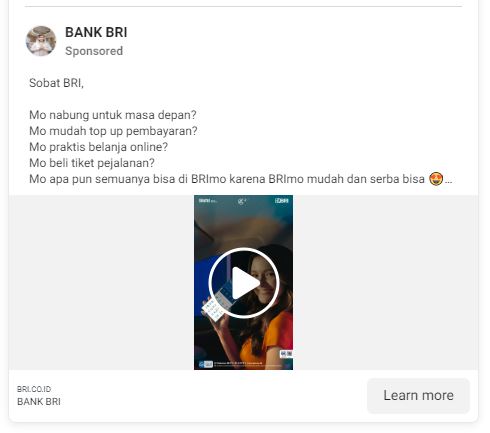 BANK BRI
Sponsored
Sobat BRI,
Mo nabung untuk masa depan?
Mo mudah top up pembayaran?
Mo praktis belanja online?
Mo beli tiket pejalanan?
Mo apa pun semuanya bisa di BRImo karena BRImo mudah dan serba bisa 😍...
BRI
BRI.CO.ID
BANK BRI
Learn more